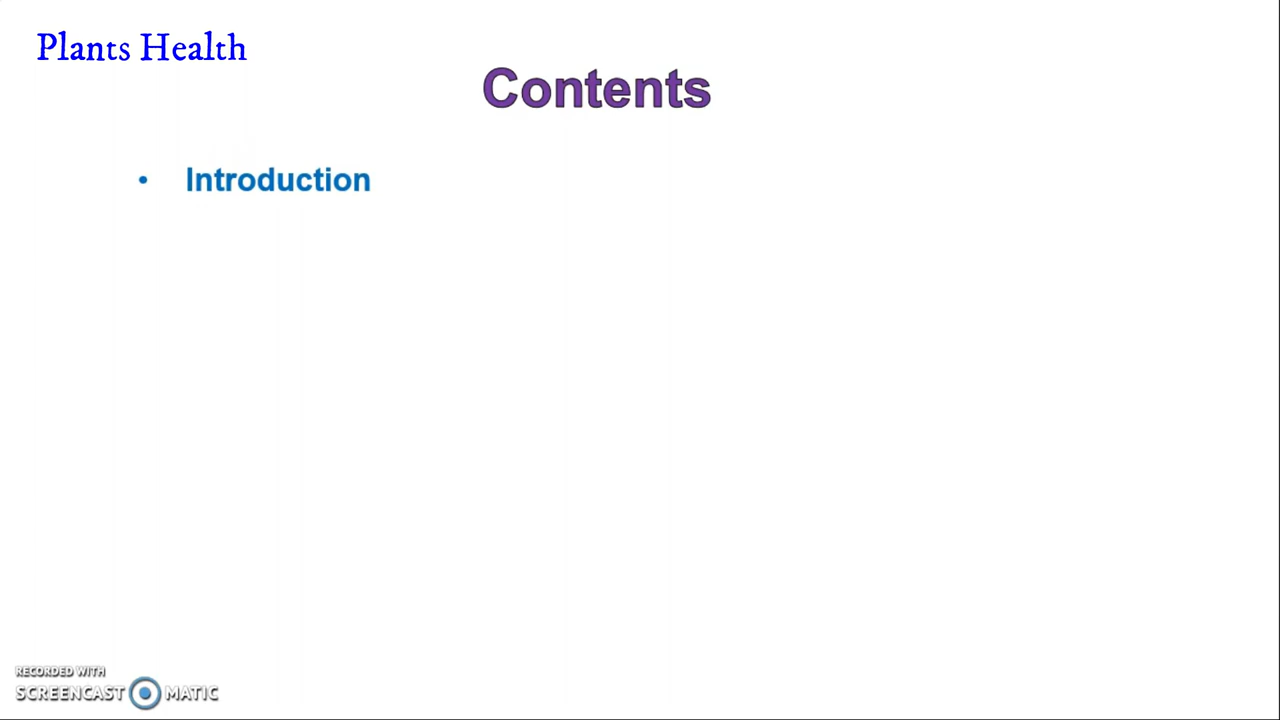 Plants Health
Contents
• Introduction
RECORDED WITH
SCREENCAST MATIC